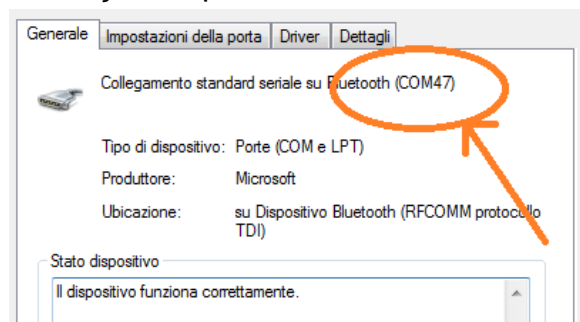 Generale Impostazioni della porta Driver Dettagli
Collegamento standard seriale su Bluetooth (COM47)
Tipo di dispositivo: Porte (COM e LPT)
Produttore: Microsoft
Ubicazione: su Dispositivo Bluetooth (RFCOMM protocollo
TDI)
Stato dispositivo
Il dispositivo funziona correttamente.